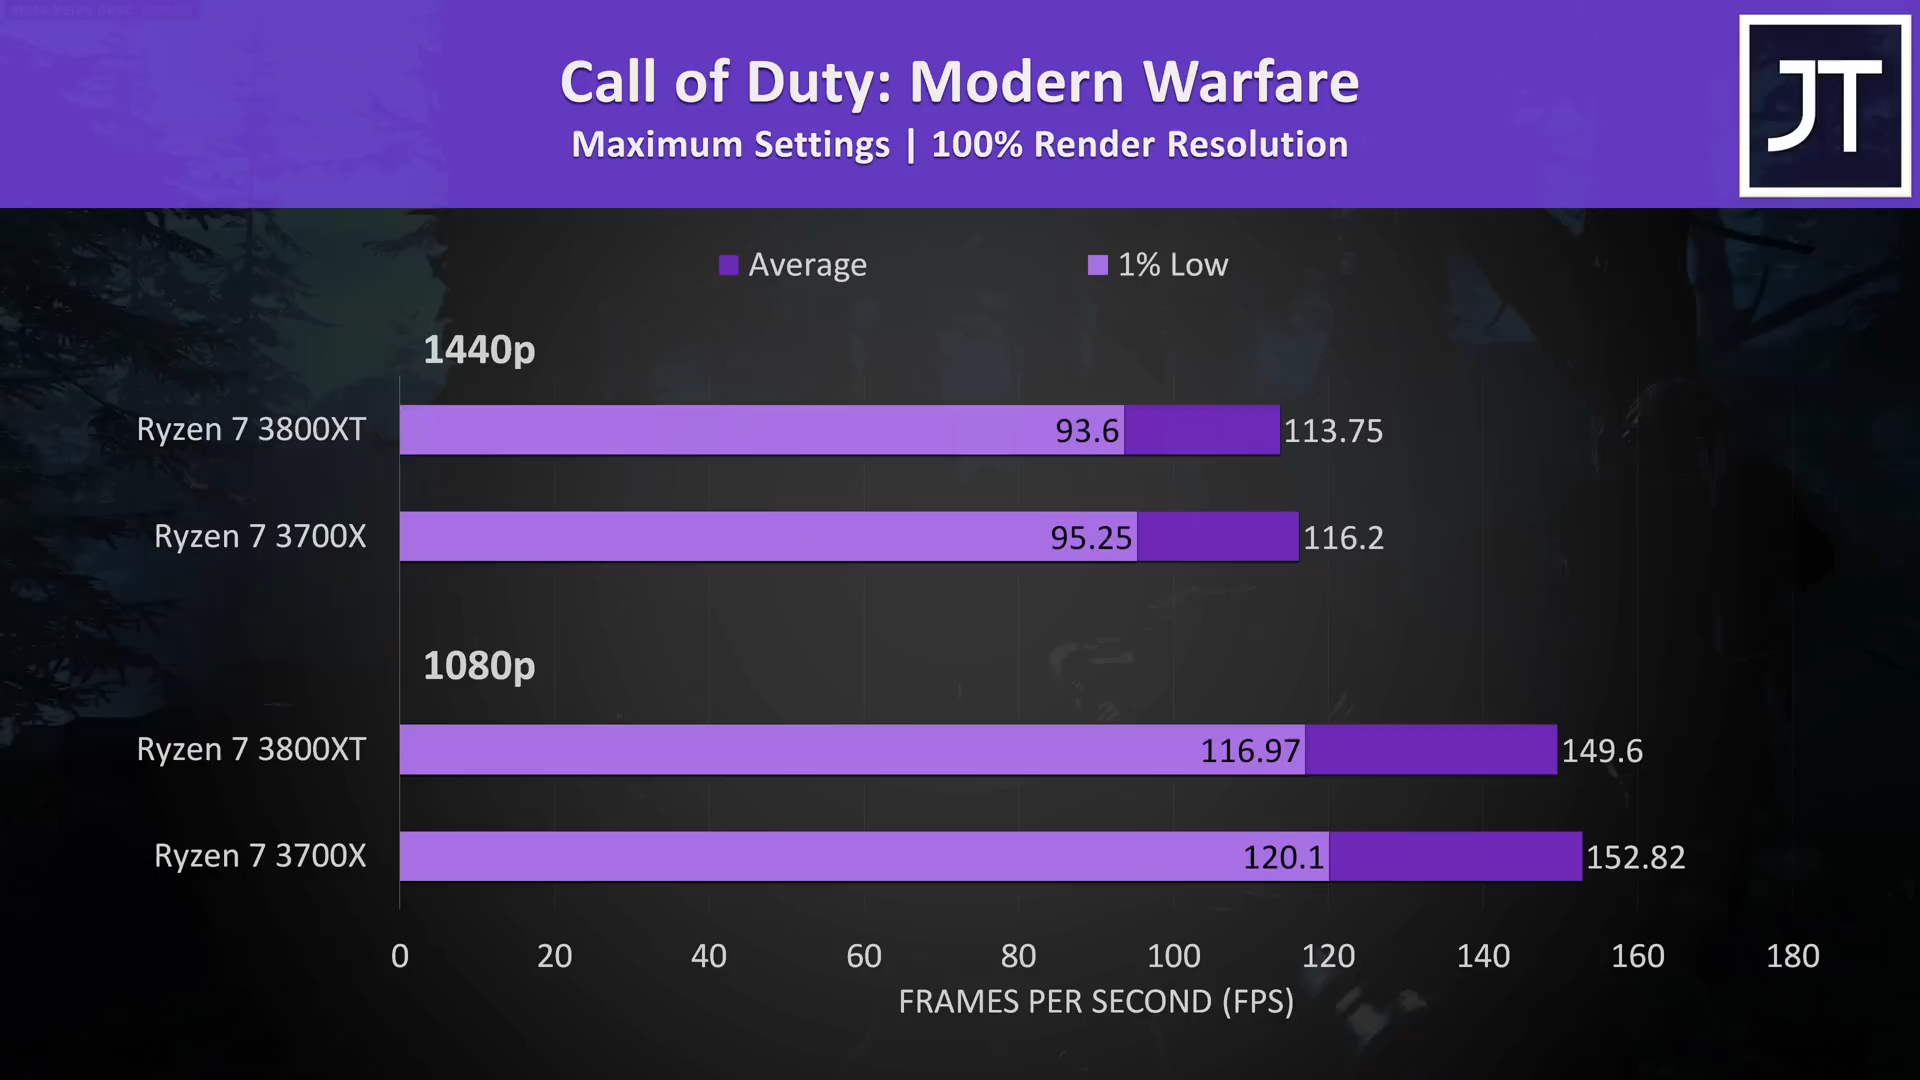 Call of Duty: Modern Warfare
Maximum Settings | 100% Render Resolution
JT
Average 1% Low
1440p
Ryzen 7 3800XT 93.6 113.75
Ryzen 7 3700X 95.25 116.2
1080p
Ryzen 7 3800XT 116.97 149.6
Ryzen 7 3700X 120.1 152.82
0 20 40 60 80 100 120 140 160 180
FRAMES PER SECOND (FPS)